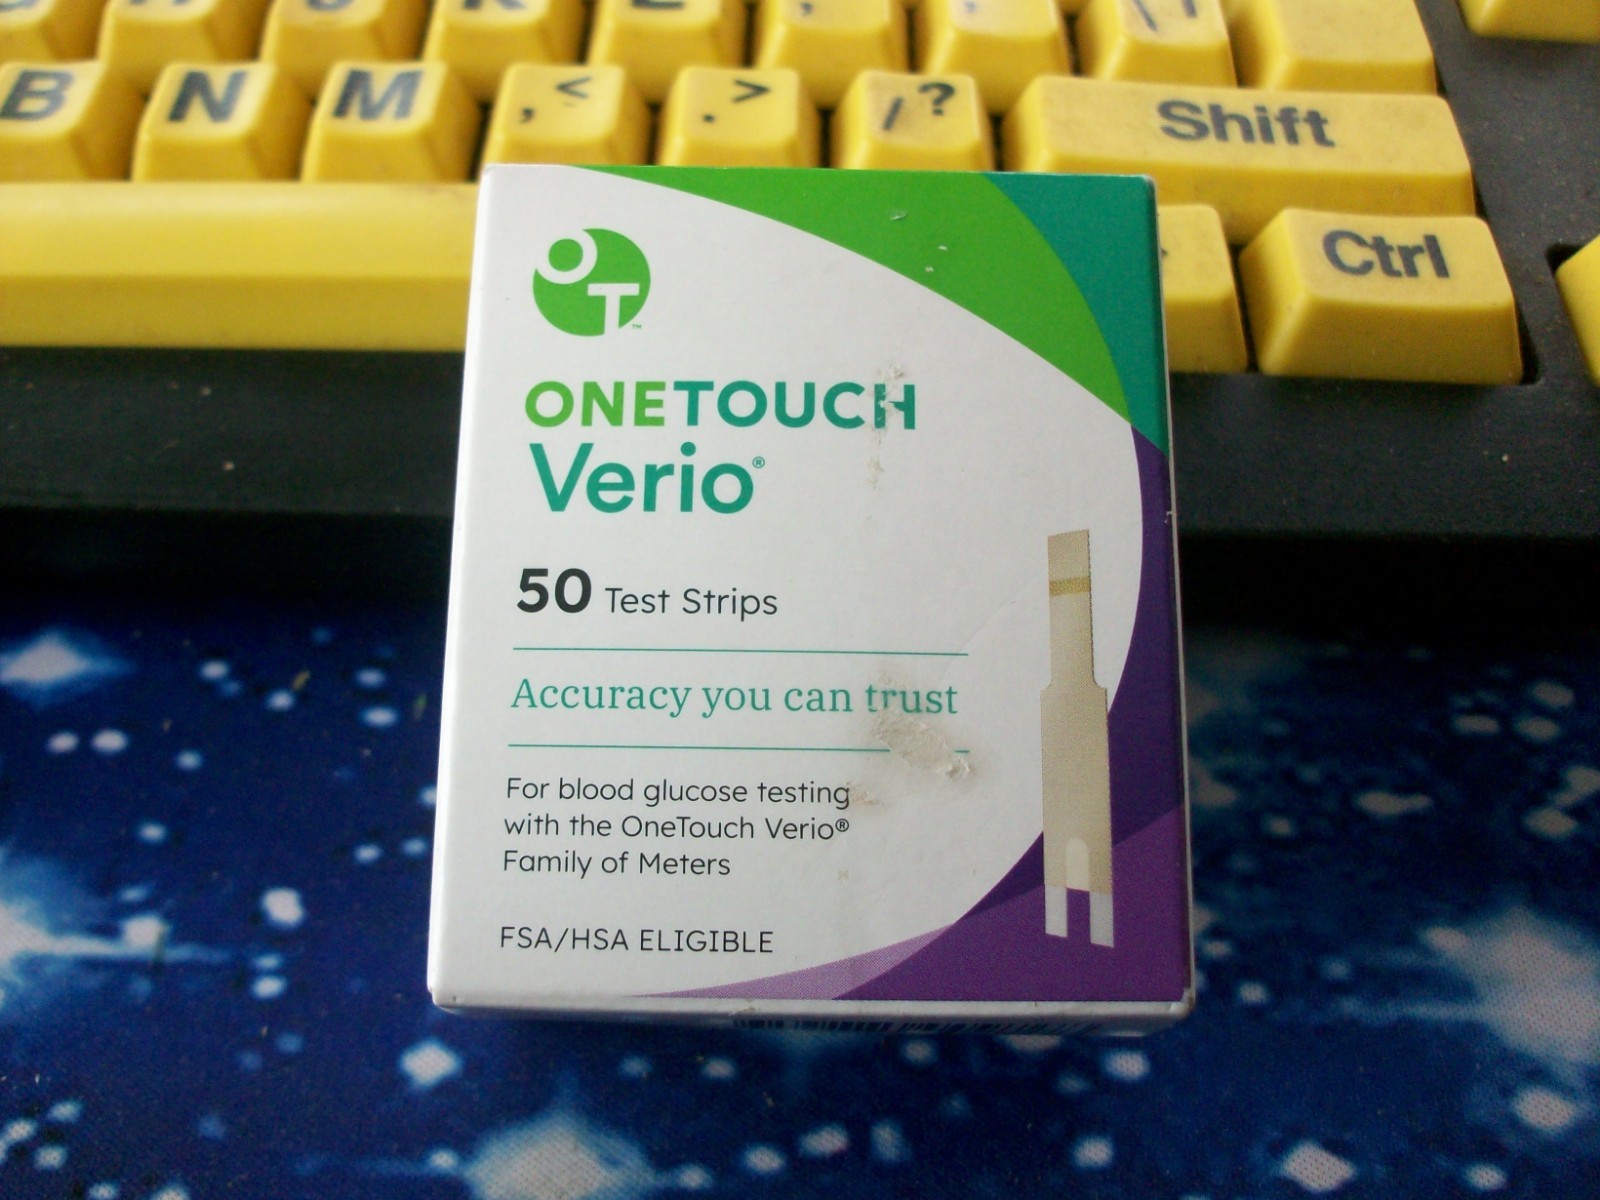 B N M , < . > / ? Shift
Ctrl
OT™
ONETOUCH
Verio®
50 Test Strips
Accuracy you can trust
For blood glucose testing
with the OneTouch Verio®
Family of Meters
FSA/HSA ELIGIBLE